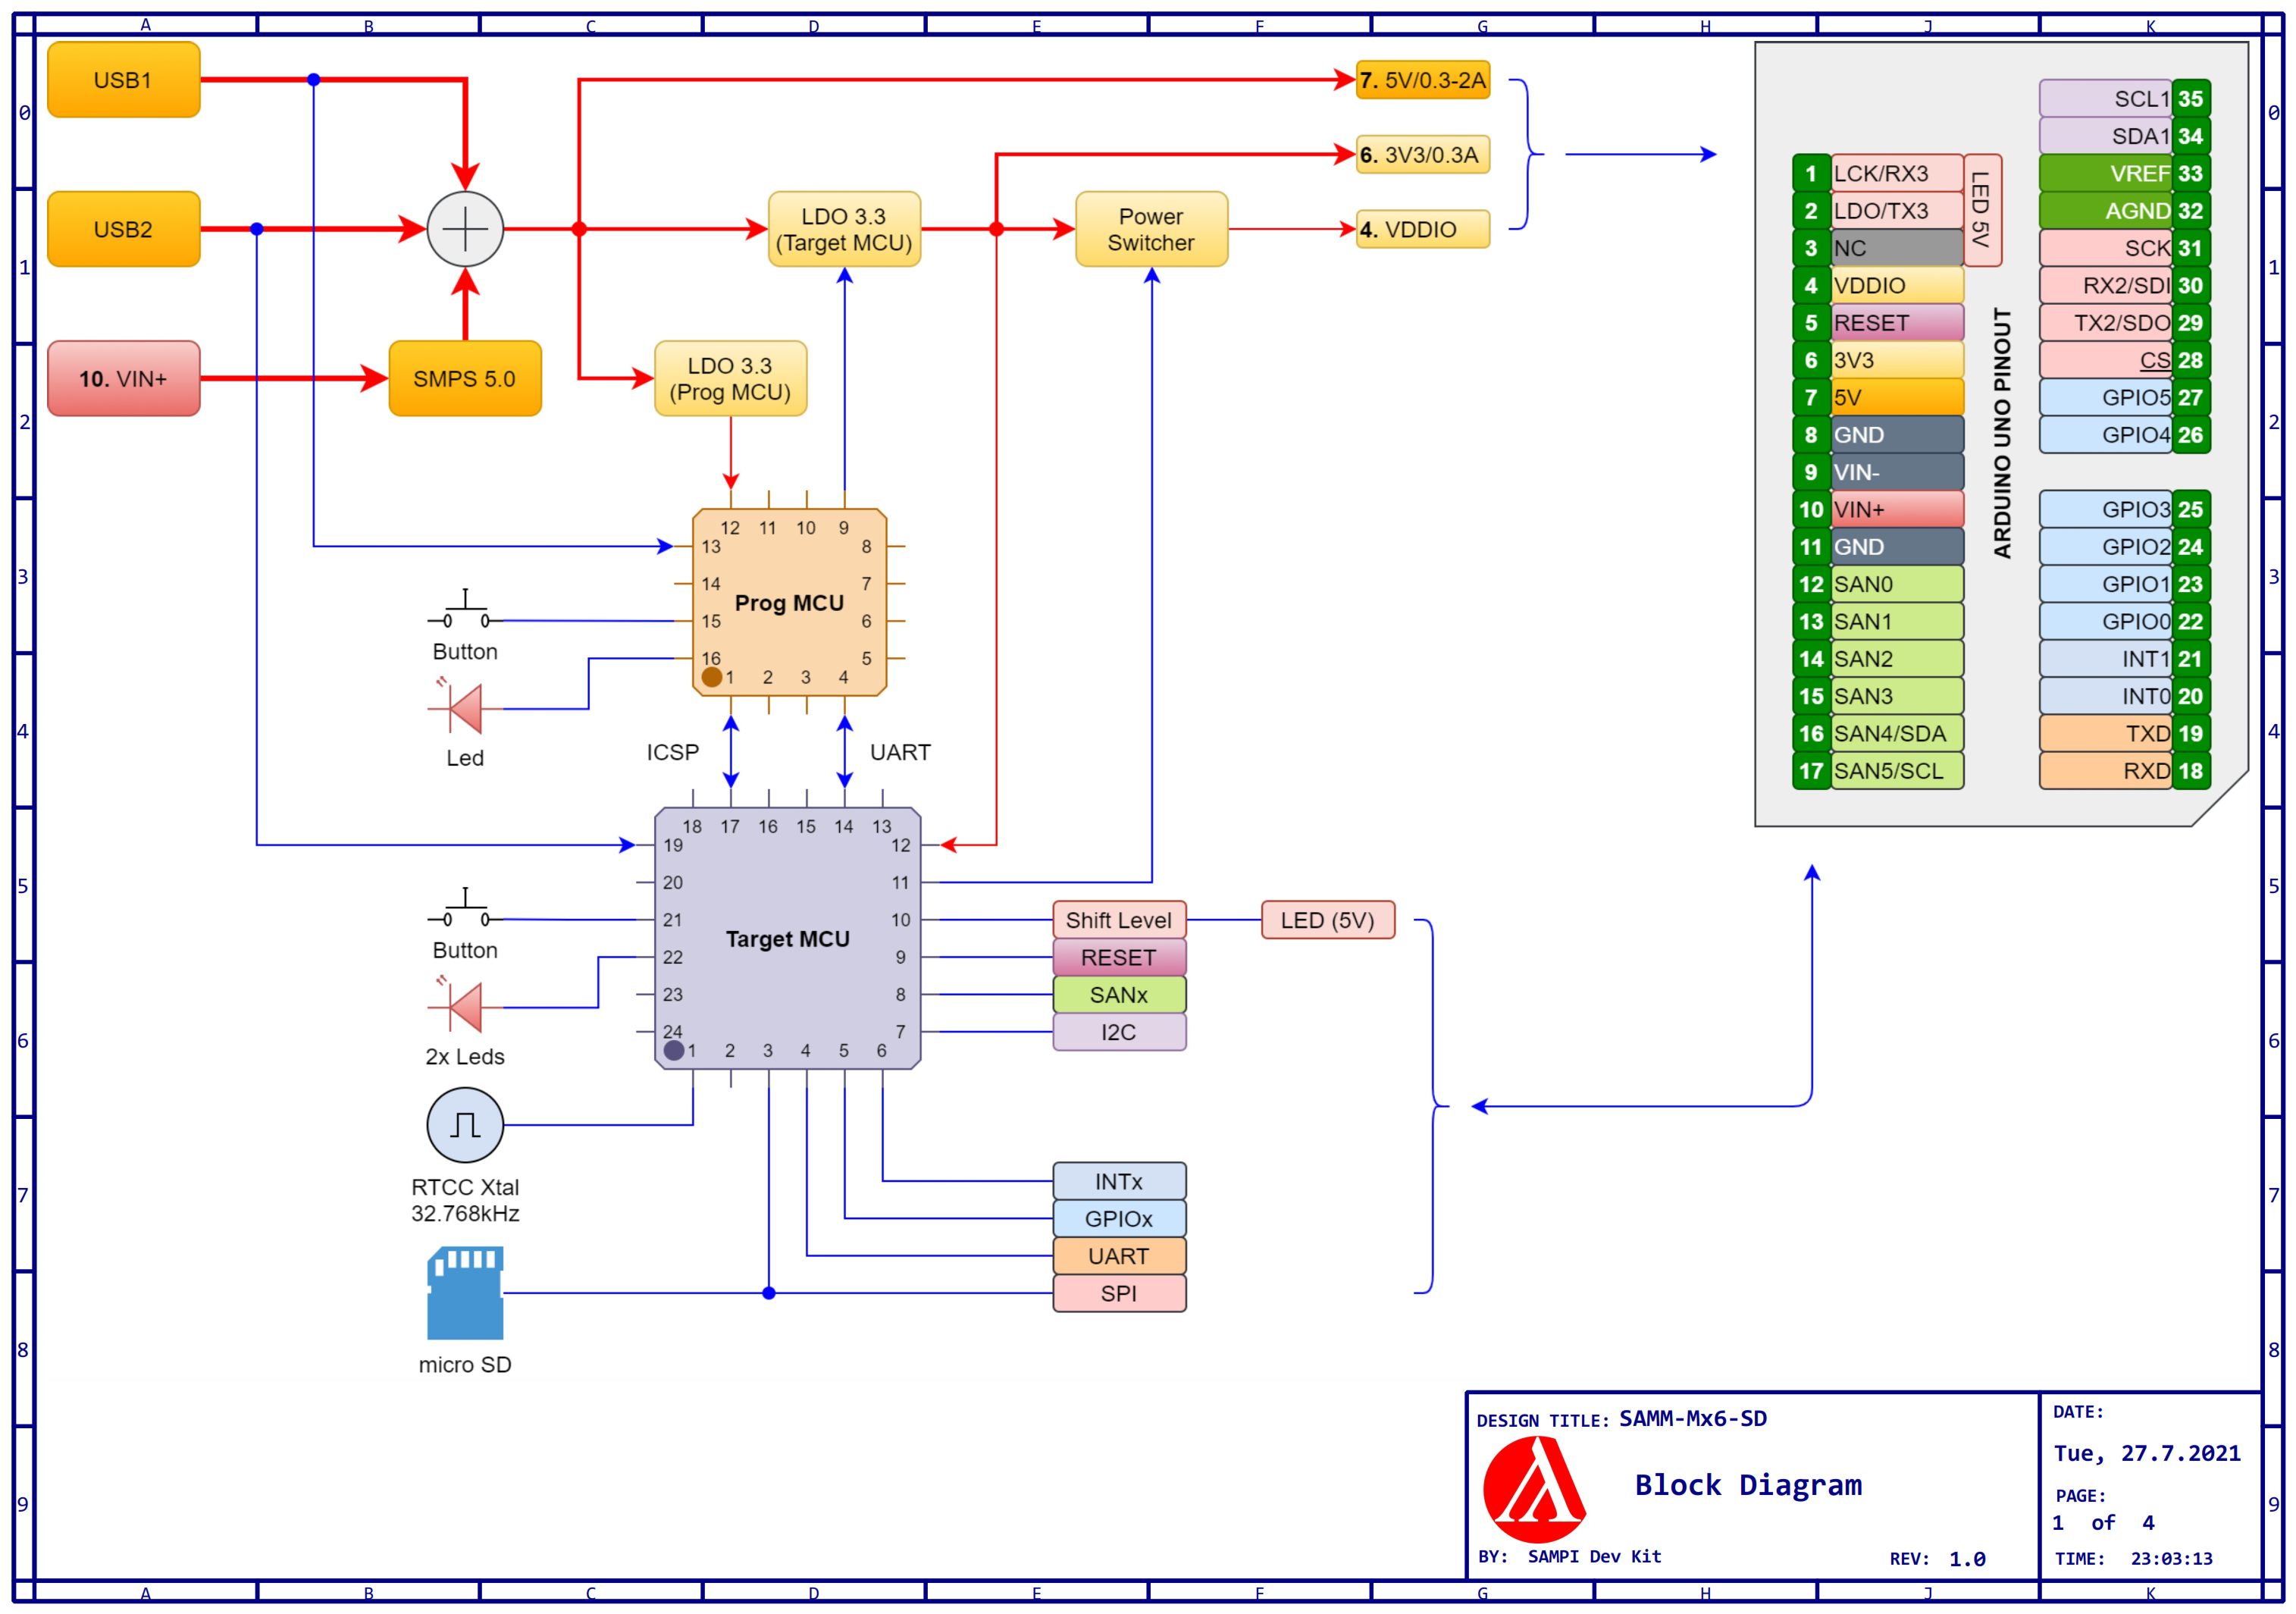 A B C D E F G H J K
0 0
1 1
2 2
3 3
4 4
5 5
6 6
7 7
8 8
9 9
USB1
USB2
10. VIN+
SMPS 5.0
LDO 3.3
(Target MCU)
LDO 3.3
(Prog MCU)
Power
Switcher
7. 5V/0.3-2A
6. 3V3/0.3A
4. VDDIO
12 11 10 9
13 8
14 7
Prog MCU
15 6
16 5
1 2 3 4
Button
Led
ICSP
UART
18 17 16 15 14 13
19 12
20 11
21 10
Target MCU
22 9
23 8
24 7
1 2 3 4 5 6
Button
2x Leds
RTCC Xtal
32.768kHz
micro SD
Shift Level
LED (5V)
RESET
SANx
I2C
INTx
GPIOx
UART
SPI
1 LCK/RX3
2 LDO/TX3
3 NC
4 VDDIO
5 RESET
6 3V3
7 5V
8 GND
9 VIN-
10 VIN+
11 GND
12 SAN0
13 SAN1
14 SAN2
15 SAN3
16 SAN4/SDA
17 SAN5/SCL
LED 5V
ARDUINO UNO PINOUT
SCL1 35
SDA1 34
VREF 33
AGND 32
SCK 31
RX2/SDI 30
TX2/SDO 29
CS 28
GPIO5 27
GPIO4 26
GPIO3 25
GPIO2 24
GPIO1 23
GPIO0 22
INT1 21
INT0 20
TXD 19
RXD 18
DESIGN TITLE: SAMM-Mx6-SD
Block Diagram
BY: SAMPI Dev Kit
REV: 1.0
DATE:
Tue, 27.7.2021
PAGE:
1 of 4
TIME: 23:03:13
A B C D E F G H J K